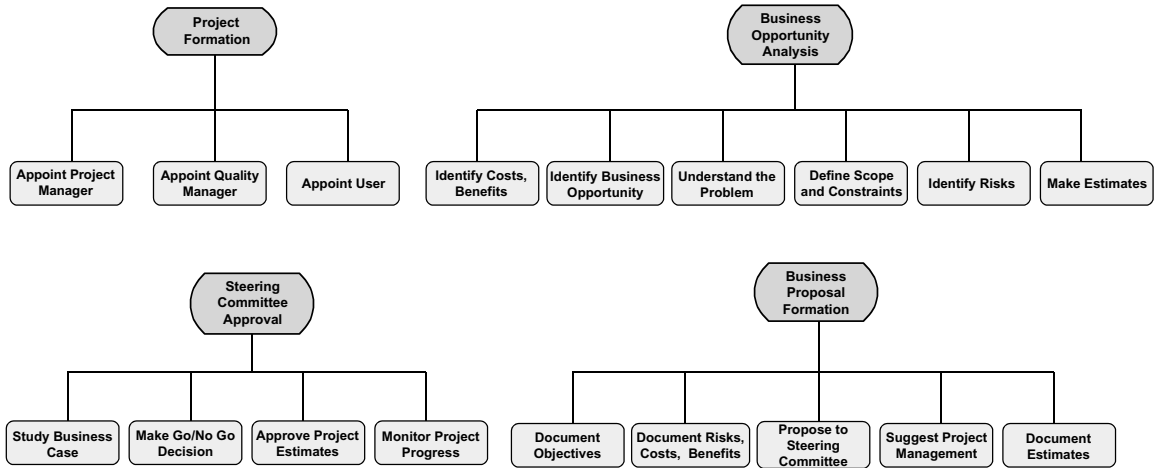 Project
Formation
Appoint Project
Manager
Appoint Quality
Manager
Appoint User
Business
Opportunity
Analysis
Identify Costs,
Benefits
Identify Business
Opportunity
Understand the
Problem
Define Scope
and Constraints
Identify Risks
Make Estimates
Steering
Committee
Approval
Study Business
Case
Make Go/No Go
Decision
Approve Project
Estimates
Monitor Project
Progress
Business
Proposal
Formation
Document
Objectives
Document Risks,
Costs, Benefits
Propose to
Steering
Committee
Suggest Project
Management
Document
Estimates